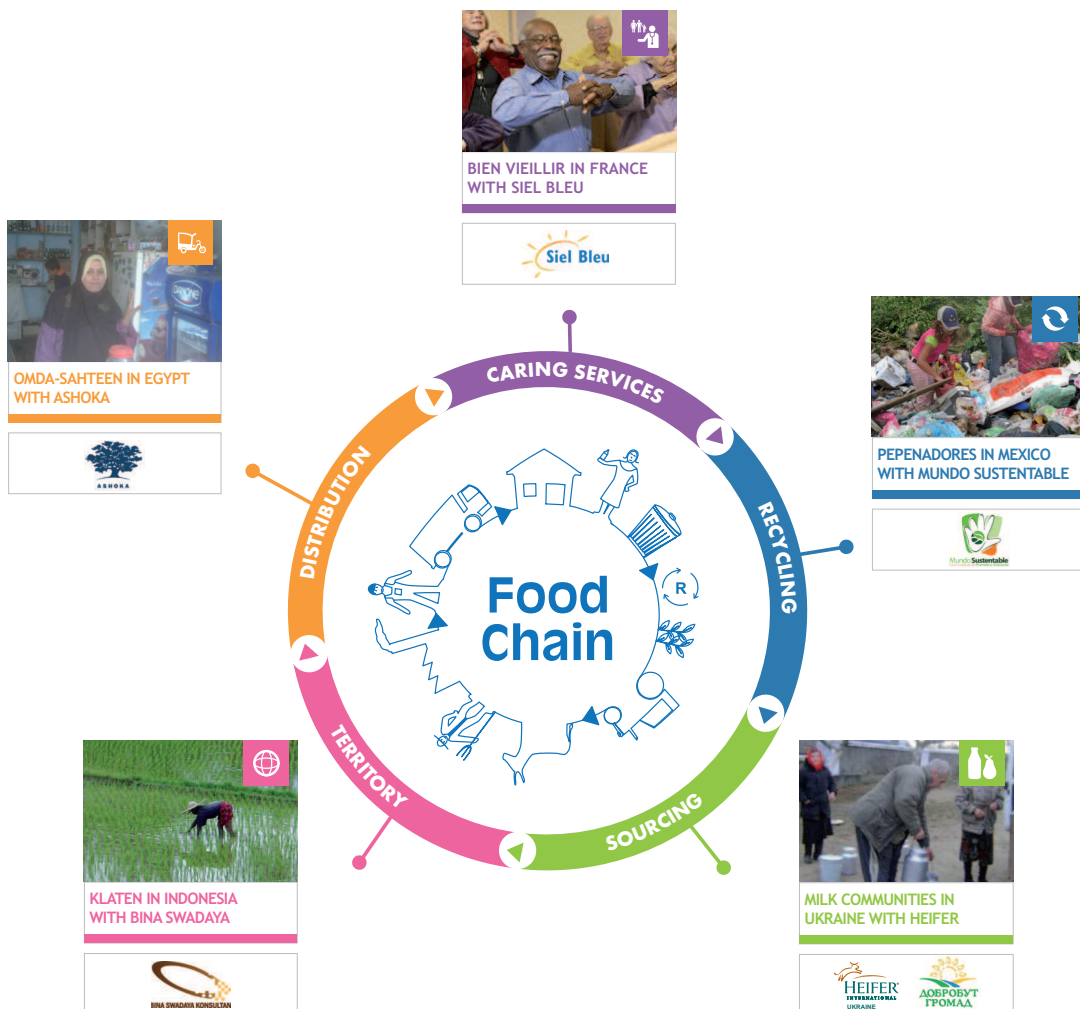 BIEN VIEILLIR IN FRANCE
WITH SIEL BLEU
Siel Bleu
OMDA-SAHTEEN IN EGYPT
WITH ASHOKA
ASHOKA
DANONE
PEPENADORES IN MEXICO
WITH MUNDO SUSTENTABLE
MundoSustentable
CARING SERVICES
RECYCLING
SOURCING
TERRITORY
DISTRIBUTION
R
Food
Chain
KLATEN IN INDONESIA
WITH BINA SWADAYA
BINA SWADAYA KONSULTAN
MILK COMMUNITIES IN
UKRAINE WITH HEIFER
HEIFER
INTERNATIONAL
UKRAINE
ДОБРОБУТ
ГРОМАД